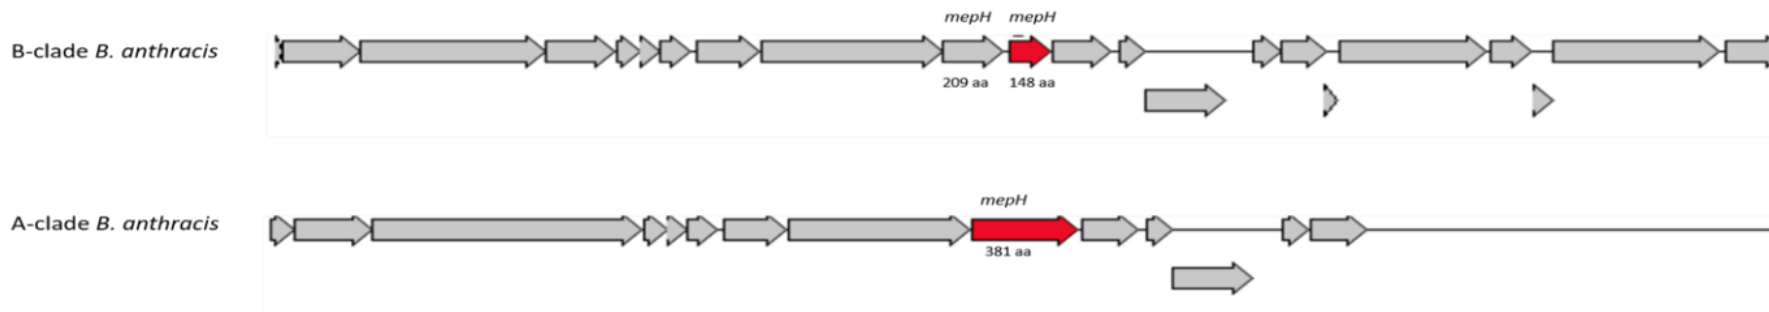 mepH mepH
B-clade B. anthracis
209 aa 148 aa
mepH
A-clade B. anthracis
381 aa